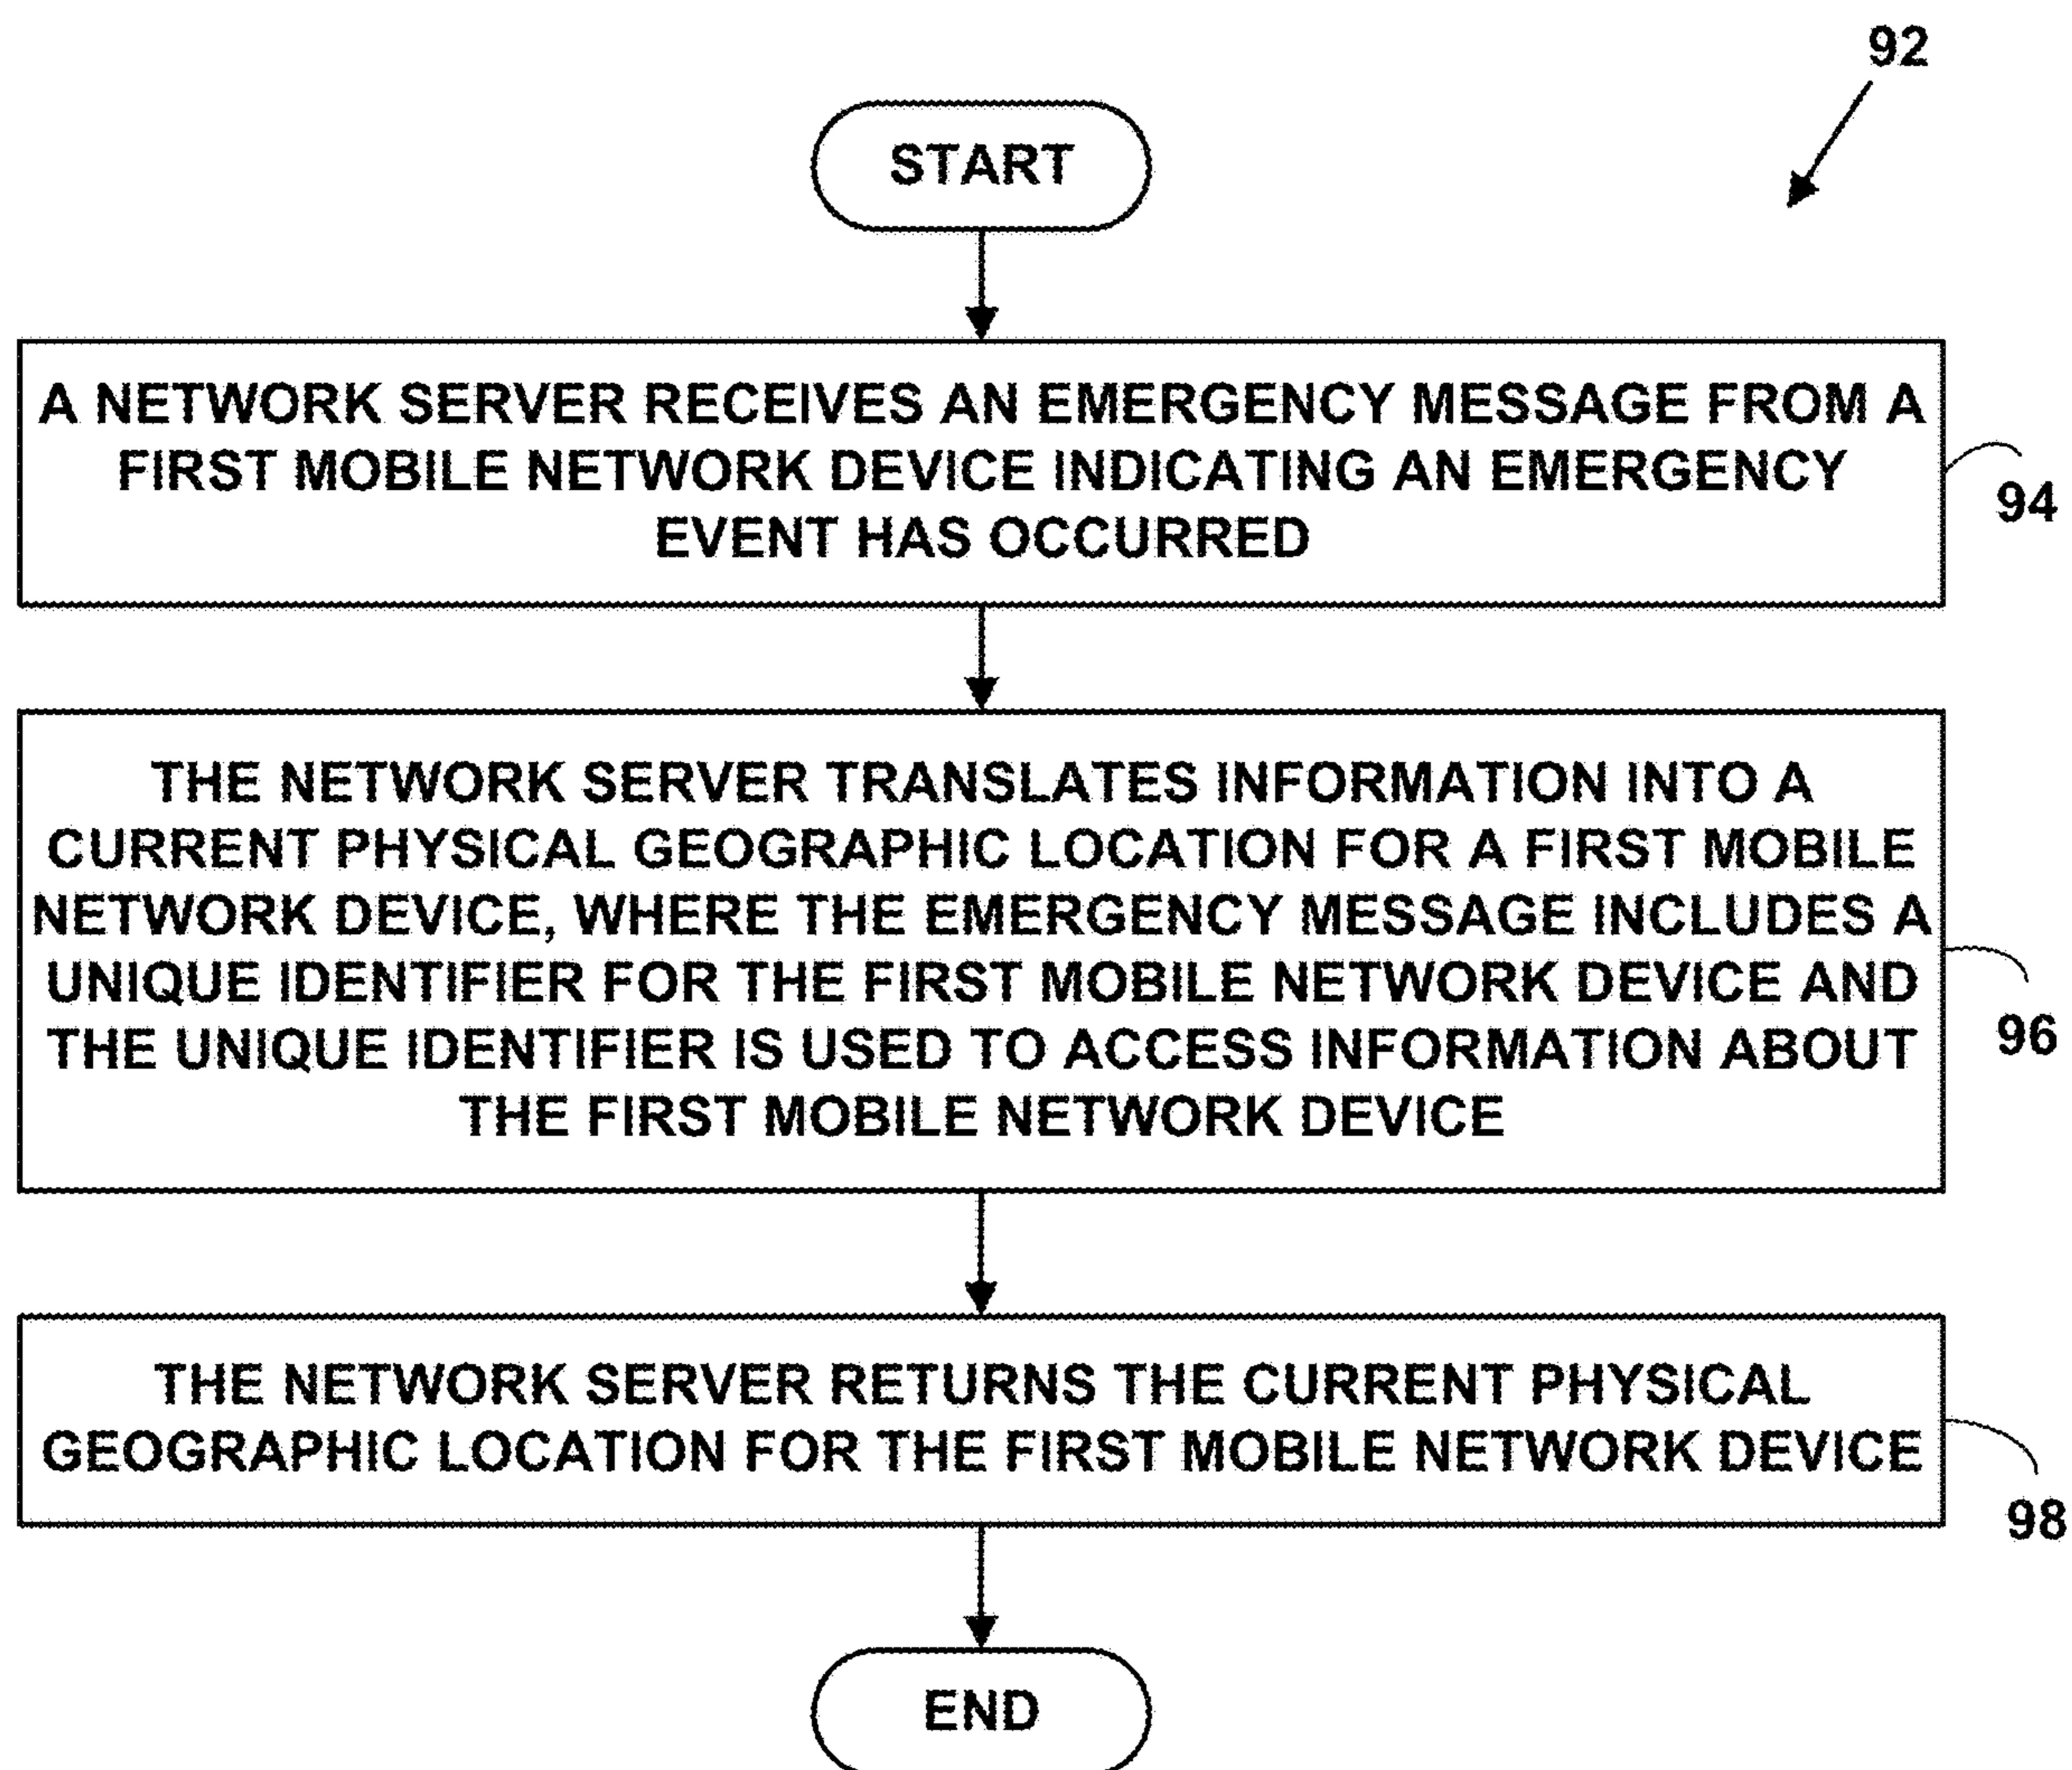 92
START
A NETWORK SERVER RECEIVES AN EMERGENCY MESSAGE FROM A
FIRST MOBILE NETWORK DEVICE INDICATING AN EMERGENCY
EVENT HAS OCCURRED
94
THE NETWORK SERVER TRANSLATES INFORMATION INTO A
CURRENT PHYSICAL GEOGRAPHIC LOCATION FOR A FIRST MOBILE
NETWORK DEVICE, WHERE THE EMERGENCY MESSAGE INCLUDES A
UNIQUE IDENTIFIER FOR THE FIRST MOBILE NETWORK DEVICE AND
THE UNIQUE IDENTIFIER IS USED TO ACCESS INFORMATION ABOUT
THE FIRST MOBILE NETWORK DEVICE
96
THE NETWORK SERVER RETURNS THE CURRENT PHYSICAL
GEOGRAPHIC LOCATION FOR THE FIRST MOBILE NETWORK DEVICE
98
END